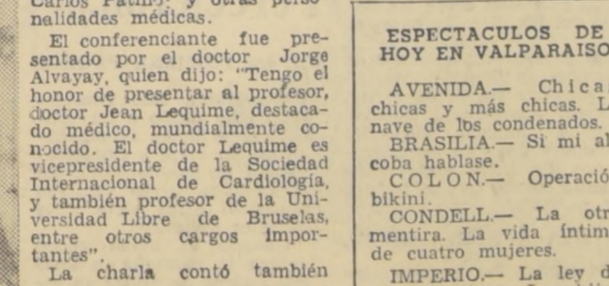 Carlos Patiño. y otras perso-
nalidades médicas.
El conferenciante fue pre-
sentado por el doctor Jorge
Alvayay, quien dijo: "Tengo el
honor de presentar al profesor,
doctor Jean Lequime, destaca-
do médico, mundialmente co-
nocido. El doctor Lequime es
vicepresidente de la Sociedad
Internacional de Cardiología,
y también profesor de la Uni-
versidad Libre de Bruselas,
entre otros cargos impor-
tantes".
La charla contó también
ESPECTACULOS DE
HOY EN VALPARAISO
AVENIDA.— Chica
chicas y más chicas. L
nave de los condenados.
BRASILIA.— Si mi al
coba hablase.
COLON.— Operació
bikini.
CONDELL.— La otr
mentira. La vida íntim
de cuatro mujeres.
IMPERIO.— La ley d